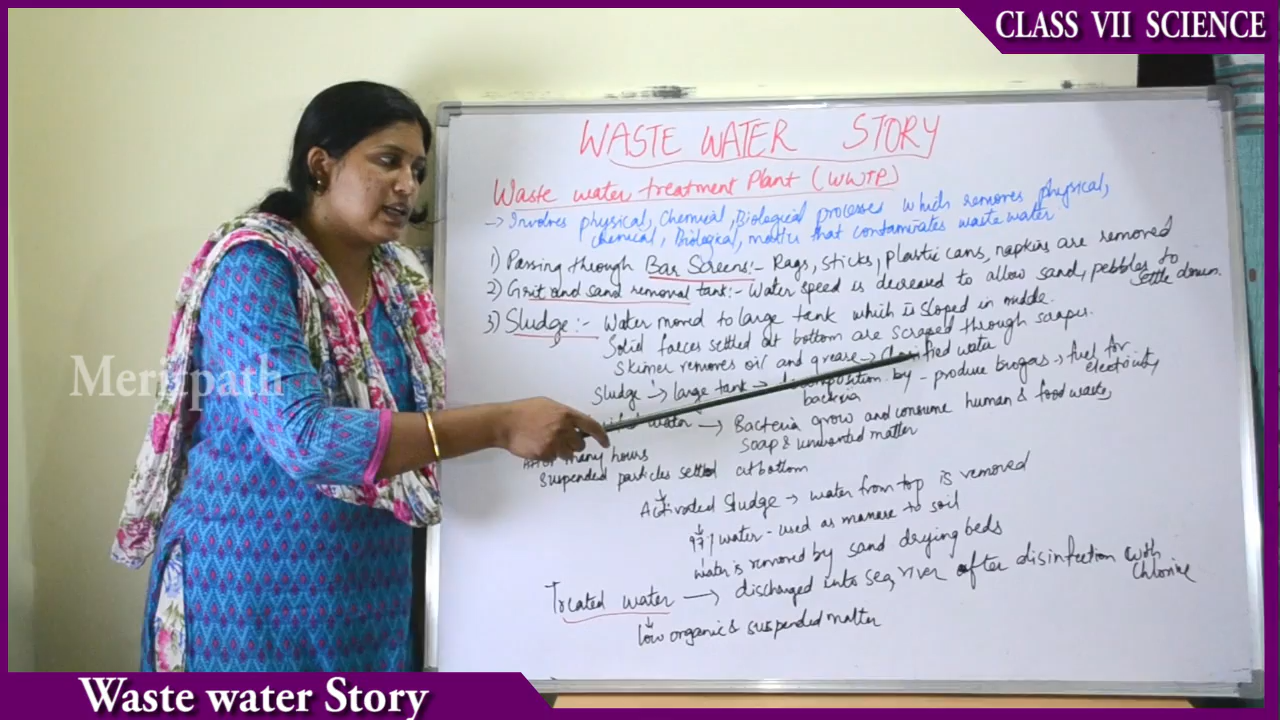 CLASS VII SCIENCE
WASTE WATER STORY
Waste water treatment Plant (WWTP)
→ Involves physical, Chemical, Biological processes which removes physical,
chemical, Biological, matter that contamirates waste water
1) Passing through Bar Screens:- Rags, sticks, plastic cans, napkins are removed
2) Grit and sand removal tank:- Water speed is decreased to allow sand, pebbles to
settle down.
3) Sludge:- Water moved to large tank which is sloped in middle.
Solid faeces settled at bottom are scraped through scraper.
Skimer removes oil and grease → water
Sludge → large tank → by - produce biogas → fuel for
bacteria electricity
water → Bacteria grow and consume human & food waste,
soap & unwanted matter
many hours
suspended particles settled at bottom
↓
Activated Sludge → water from top is removed
↓
97% water - used as manure to soil
↓
water is removed by sand drying beds
Treated water → discharged into sea, river after disinfection with
chlorine
↓
low organic & suspended matter
Meritpath
Waste water Story